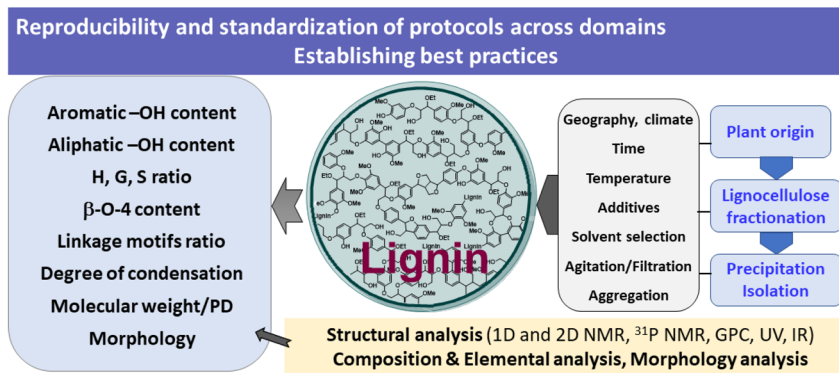 Reproducibility and standardization of protocols across domains
Establishing best practices
Aromatic –OH content
Aliphatic –OH content
H, G, S ratio
β-O-4 content
Linkage motifs ratio
Degree of condensation
Molecular weight/PD
Morphology
Lignin
Geography, climate
Time
Temperature
Additives
Solvent selection
Agitation/Filtration
Aggregation
Plant origin
Lignocellulose
fractionation
Precipitation
Isolation
Structural analysis (1D and 2D NMR, ³¹P NMR, GPC, UV, IR)
Composition & Elemental analysis, Morphology analysis